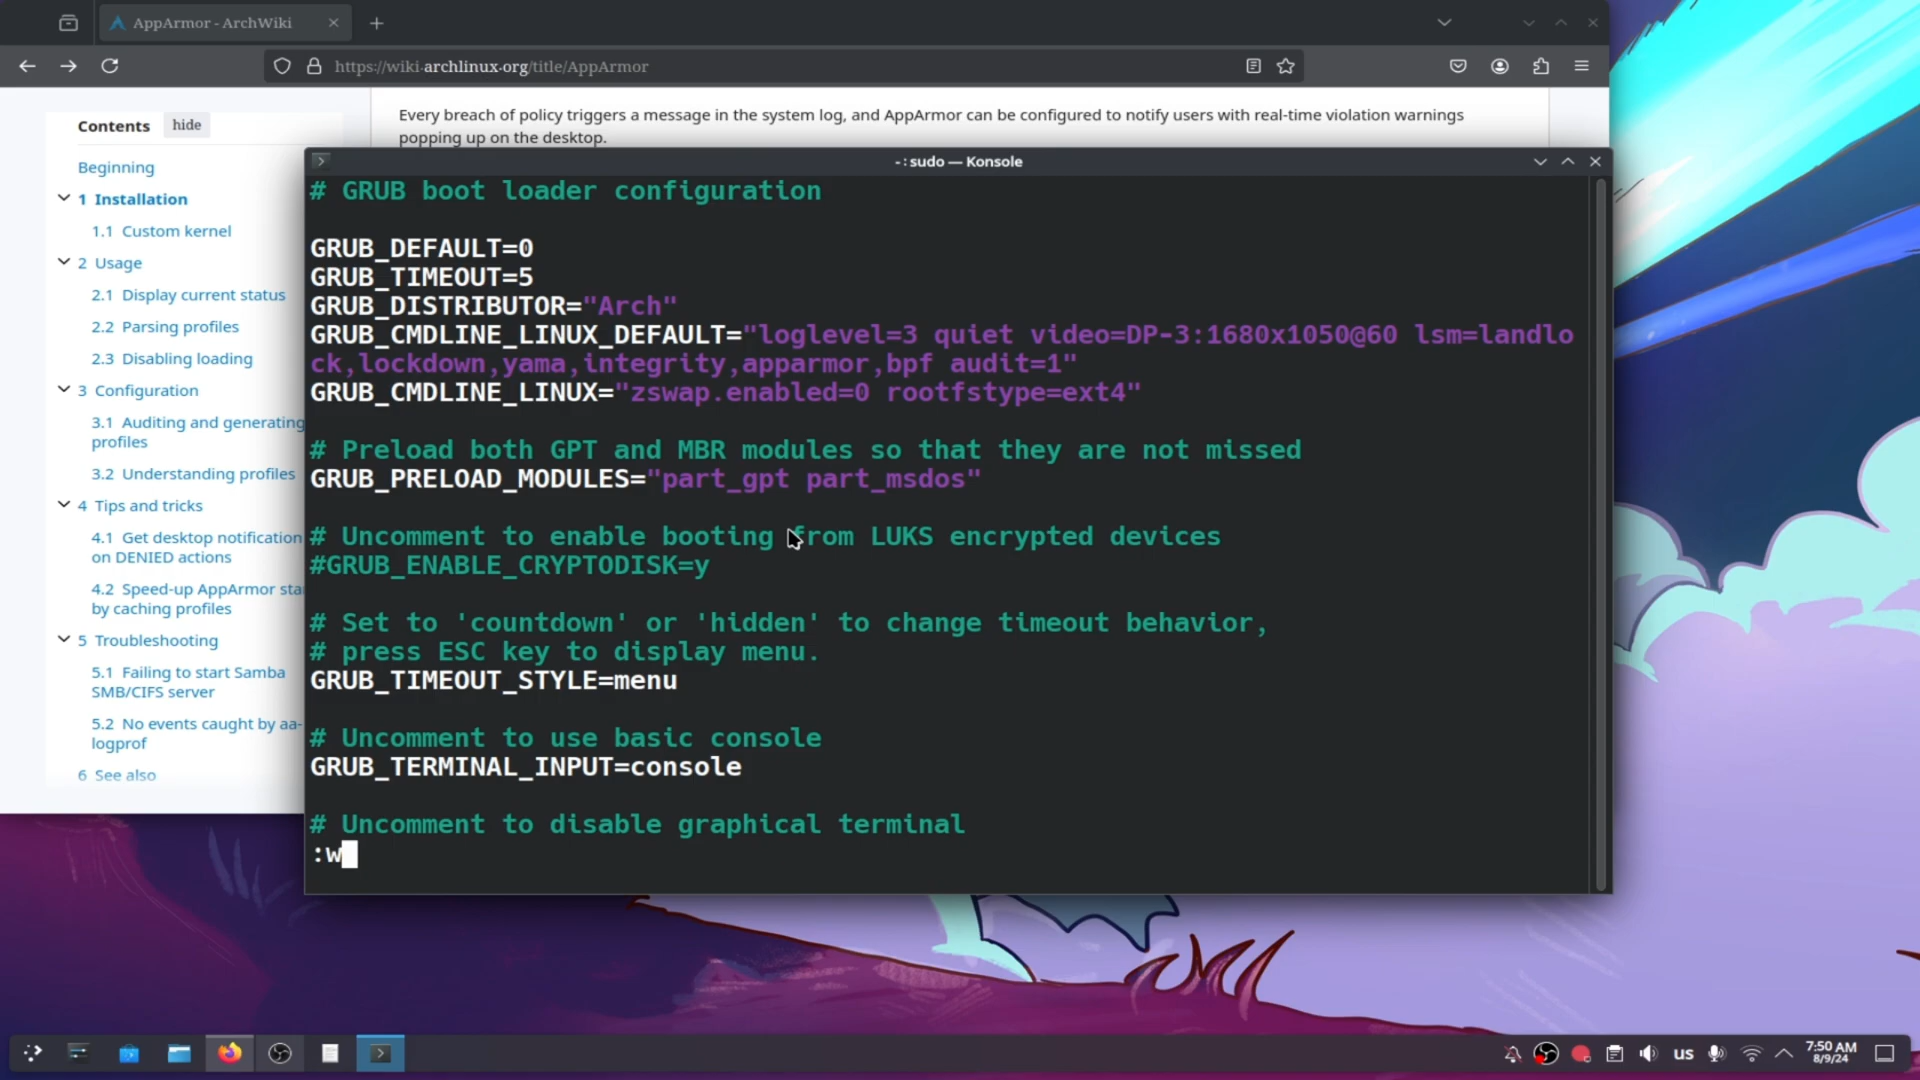 AppArmor - ArchWiki
https://wiki.archlinux.org/title/AppArmor
Contents hide
Beginning
1 Installation
1.1 Custom kernel
2 Usage
2.1 Display current status
2.2 Parsing profiles
2.3 Disabling loading
3 Configuration
3.1 Auditing and generating
profiles
3.2 Understanding profiles
4 Tips and tricks
4.1 Get desktop notification
on DENIED actions
4.2 Speed-up AppArmor sta
by caching profiles
5 Troubleshooting
5.1 Failing to start Samba
SMB/CIFS server
5.2 No events caught by aa-
logprof
6 See also
Every breach of policy triggers a message in the system log, and AppArmor can be configured to notify users with real-time violation warnings
popping up on the desktop.
- : sudo — Konsole
# GRUB boot loader configuration
GRUB_DEFAULT=0
GRUB_TIMEOUT=5
GRUB_DISTRIBUTOR="Arch"
GRUB_CMDLINE_LINUX_DEFAULT="loglevel=3 quiet video=DP-3:1680x1050@60 lsm=landlo
ck,lockdown,yama,integrity,apparmor,bpf audit=1"
GRUB_CMDLINE_LINUX="zswap.enabled=0 rootfstype=ext4"
# Preload both GPT and MBR modules so that they are not missed
GRUB_PRELOAD_MODULES="part_gpt part_msdos"
# Uncomment to enable booting from LUKS encrypted devices
#GRUB_ENABLE_CRYPTODISK=y
# Set to 'countdown' or 'hidden' to change timeout behavior,
# press ESC key to display menu.
GRUB_TIMEOUT_STYLE=menu
# Uncomment to use basic console
GRUB_TERMINAL_INPUT=console
# Uncomment to disable graphical terminal
:w
us
7:50 AM
8/9/24